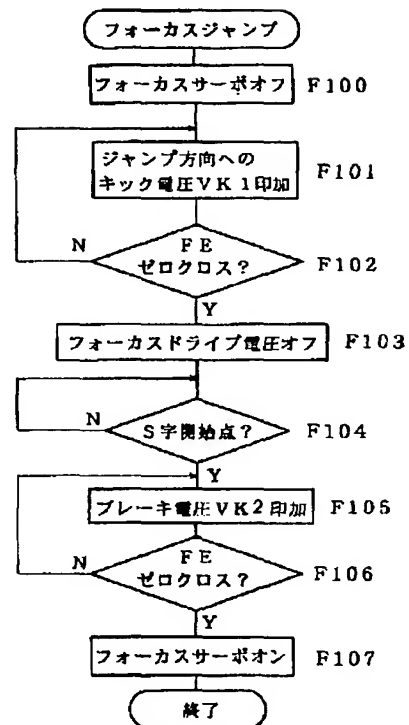 フォーカスジャンプ
フォーカスサーボオフ F100
ジャンプ方向への
キック電圧VK1印加 F101
N
FE
ゼロクロス? F102
Y
フォーカスドライブ電圧オフ F103
N
S字開始点? F104
Y
ブレーキ電圧VK2印加 F105
N
FE
ゼロクロス? F106
Y
フォーカスサーボオン F107
終了